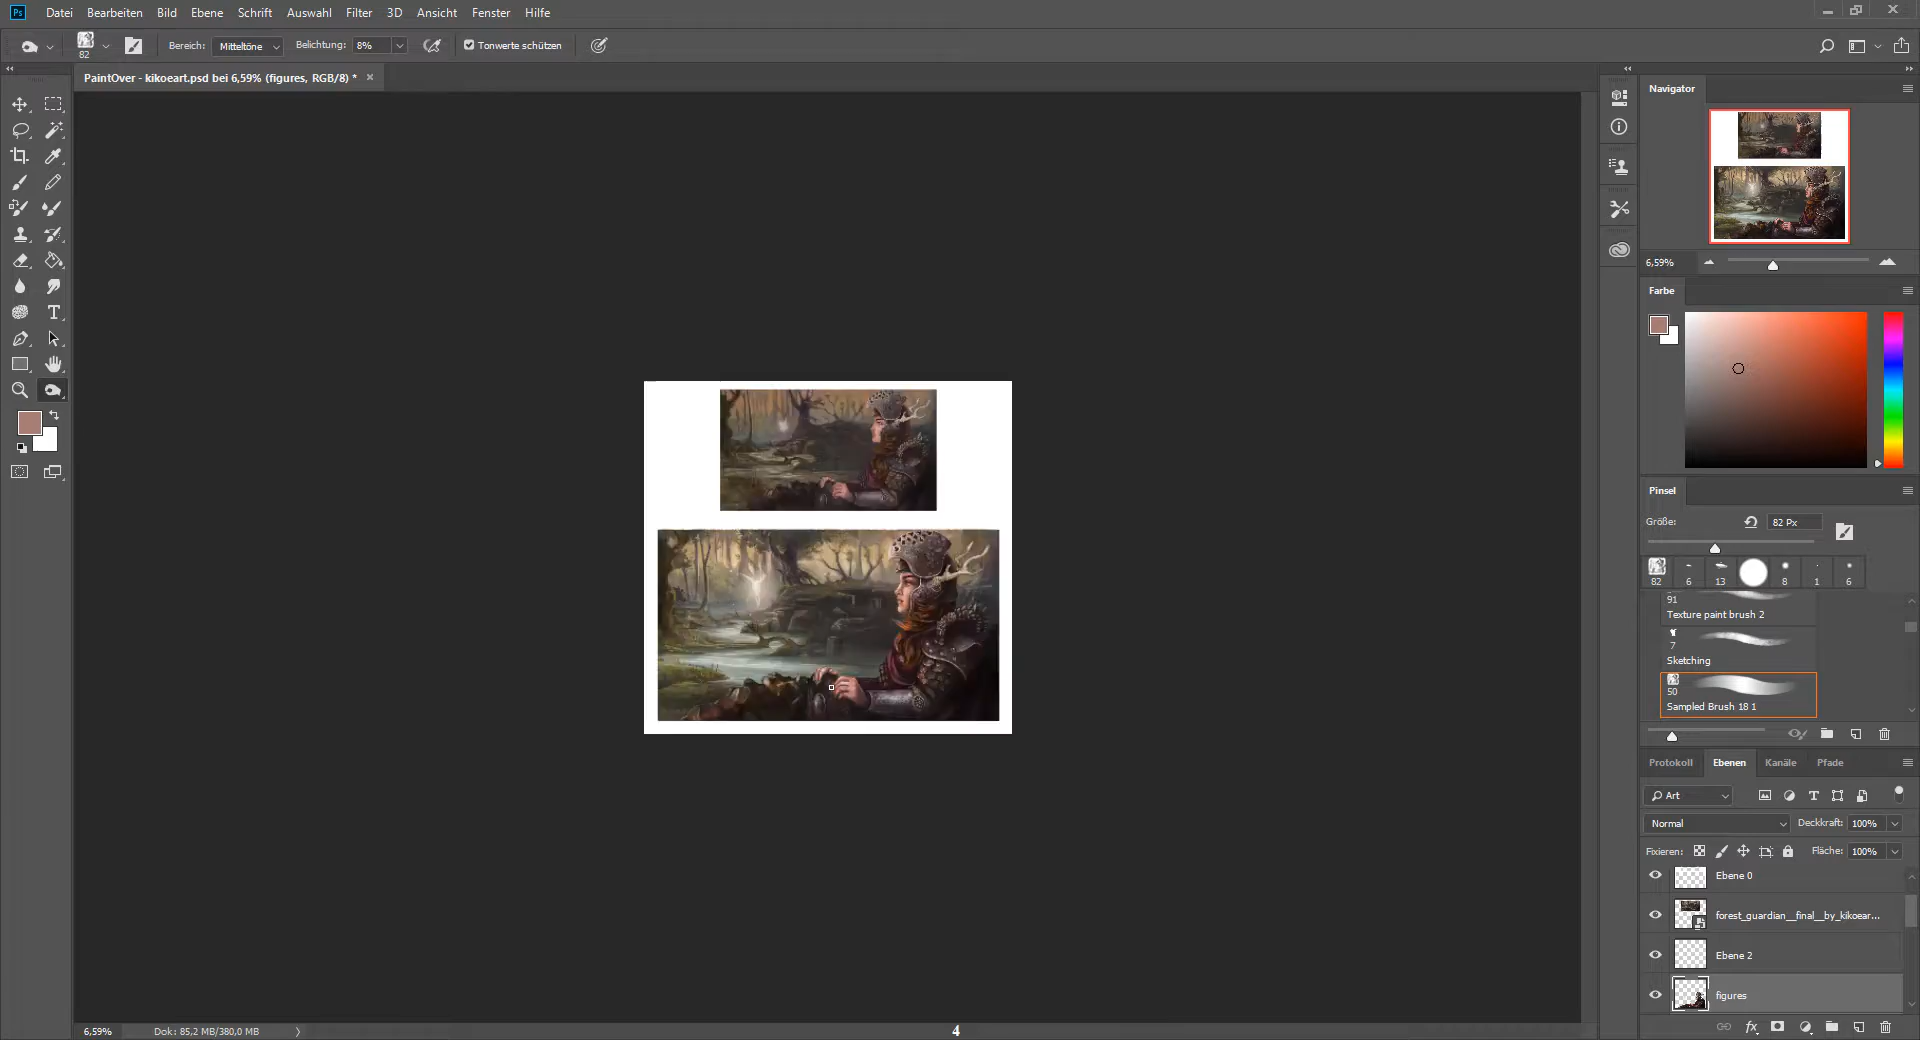 Ps Datei Bearbeiten Bild Ebene Schrift Auswahl Filter 3D Ansicht Fenster Hilfe
82 Bereich: Mitteltöne Belichtung: 8% Tonwerte schützen
PaintOver - kikoeart.psd bei 6,59% (figures, RGB/8) * ×
Navigator
6,59%
Farbe
Pinsel
Größe: 82 Px
82 6 13 8 1 6
91
Texture paint brush 2
7
Sketching
50
Sampled Brush 18 1
Protokoll Ebenen Kanäle Pfade
Art
Normal Deckkraft: 100%
Fixieren: Fläche: 100%
Ebene 0
forest_guardian__final__by_kikoear...
Ebene 2
figures
fx
6,59% Dok: 85,2 MB/380,0 MB
4